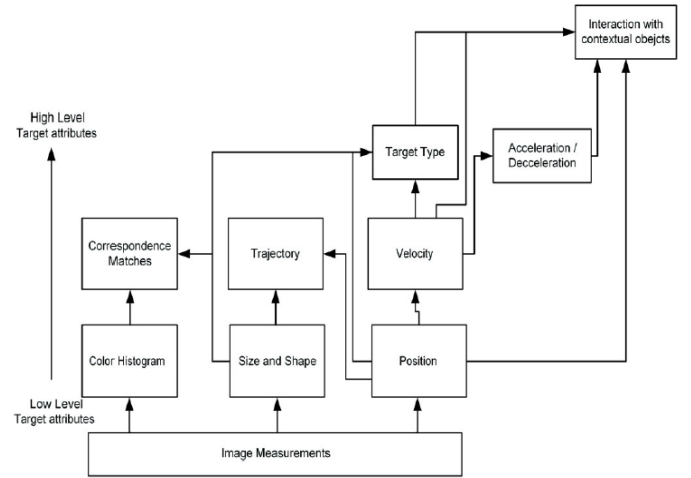 Interaction with
contextual obejcts
High Level
Target attributes
Target Type
Acceleration /
Decceleration
Correspondence
Matches
Trajectory
Velocity
Color Histogram
Size and Shape
Position
Low Level
Target attributes
Image Measurements